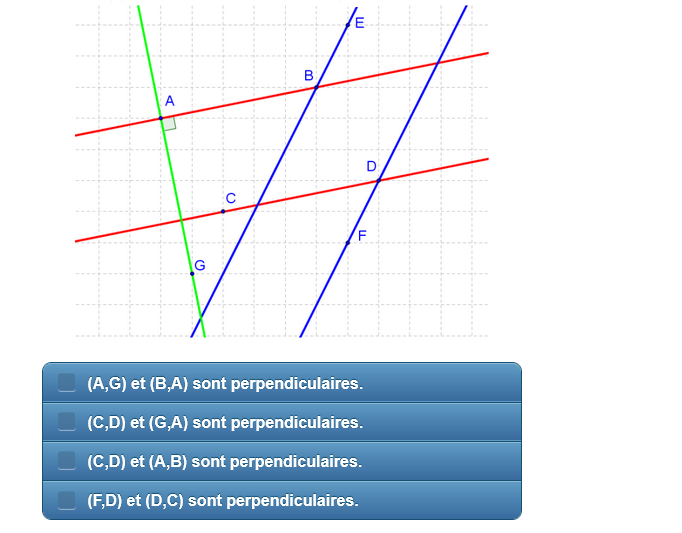 E
B
A
D
C
F
G
(A,G) et (B,A) sont perpendiculaires.
(C,D) et (G,A) sont perpendiculaires.
(C,D) et (A,B) sont perpendiculaires.
(F,D) et (D,C) sont perpendiculaires.